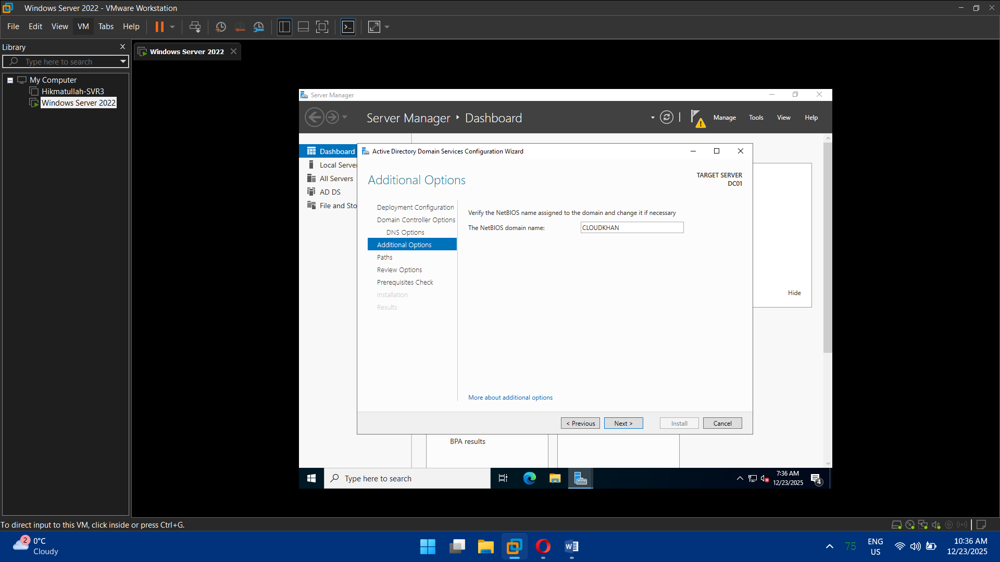 Windows Server 2022 - VMware Workstation
File Edit View VM Tabs Help
Library
Type here to search
My Computer
Hikmatullah-SVR3
Windows Server 2022
Windows Server 2022
Server Manager
Server Manager Dashboard
Manage Tools View Help
Dashboard
Local Server
All Servers
AD DS
File and Sto
Active Directory Domain Services Configuration Wizard
Additional Options
TARGET SERVER
DC01
Deployment Configuration
Domain Controller Options
DNS Options
Additional Options
Paths
Review Options
Prerequisites Check
Installation
Results
Verify the NetBIOS name assigned to the domain and change it if necessary
The NetBIOS domain name: CLOUDKHAN
More about additional options
< Previous Next > Install Cancel
Hide
BPA results
Type here to search
7:36 AM
12/23/2025
4
To direct input to this VM, click inside or press Ctrl+G.
2
0°C
Cloudy
75
ENG
US
10:36 AM
12/23/2025